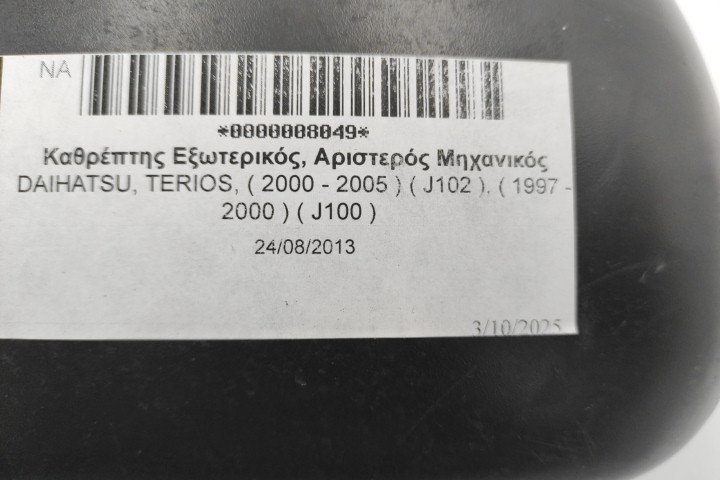 NA
*0000008049*
Καθρέπτης Εξωτερικός, Αριστερός Μηχανικός
DAIHATSU, TERIOS, ( 2000 - 2005 ) ( J102 ), ( 1997 -
2000 ) ( J100 )
24/08/2013
3/10/2025